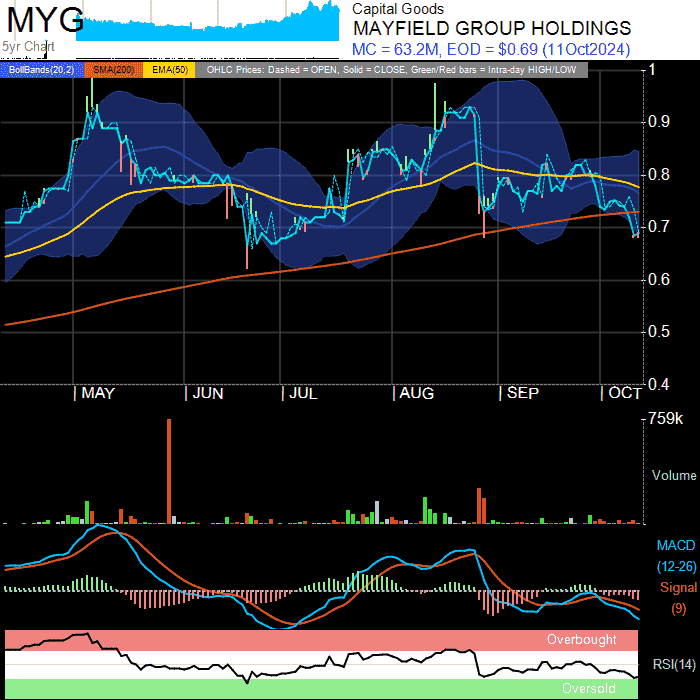 MYG
5yr Chart
Capital Goods
MAYFIELD GROUP HOLDINGS
MC = 63.2M, EOD = $0.69 (11Oct2024)
BollBands(20,2) SMA(200) EMA(50) OHLC Prices: Dashed = OPEN, Solid = CLOSE, Green/Red bars = Intra-day HIGH/LOW
1
0.9
0.8
0.7
0.6
0.5
0.4
MAY JUN JUL AUG SEP OCT
759k
Volume
MACD
(12-26)
Signal
(9)
Overbought
RSI(14)
Oversold